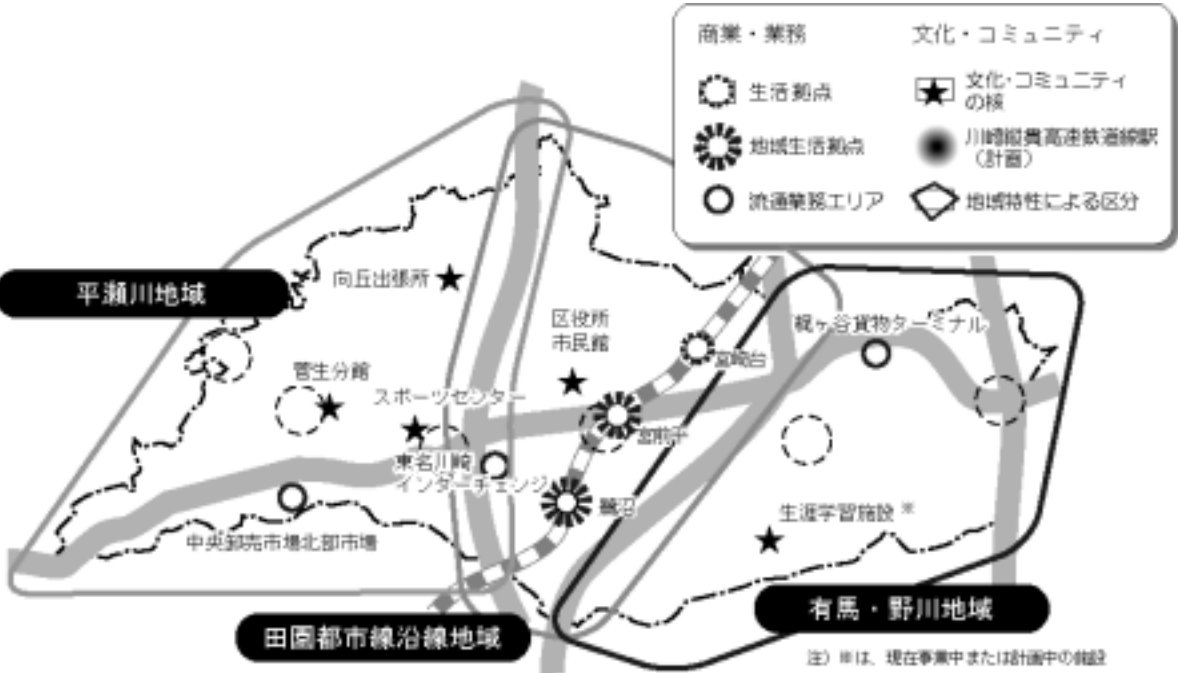 商業・業務
生活拠点
地域生活拠点
流通業務エリア
文化・コミュニティ
文化・コミュニティ
の核
川崎縦貫高速鉄道線駅
（計画）
地域特性による区分
平瀬川地域
向丘出張所
区役所
市民館
梶ヶ谷貨物ターミナル
宮崎台
菅生分館
スポーツセンター
宮前平
東名川崎
インターチェンジ
鷺沼
生涯学習施設※
中央卸売市場北部市場
有馬・野川地域
田園都市線沿線地域
注）※は、現在事業中または計画中の施設